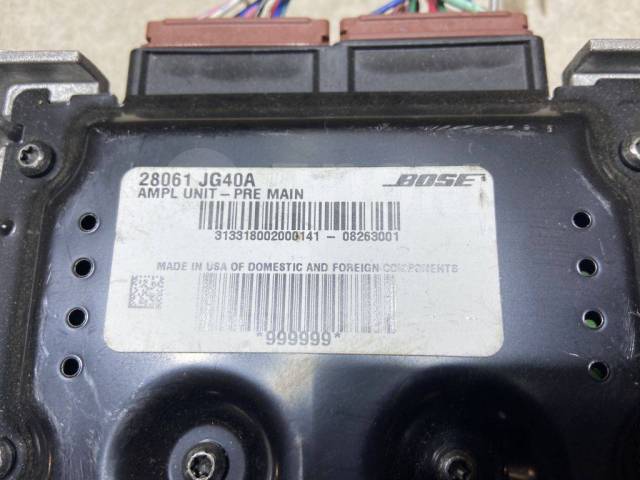 28061 JG40A
BOSE
AMPL UNIT - PRE MAIN
313318002000141 - 08263001
MADE IN USA OF DOMESTIC AND FOREIGN COMPONENTS
*999999*